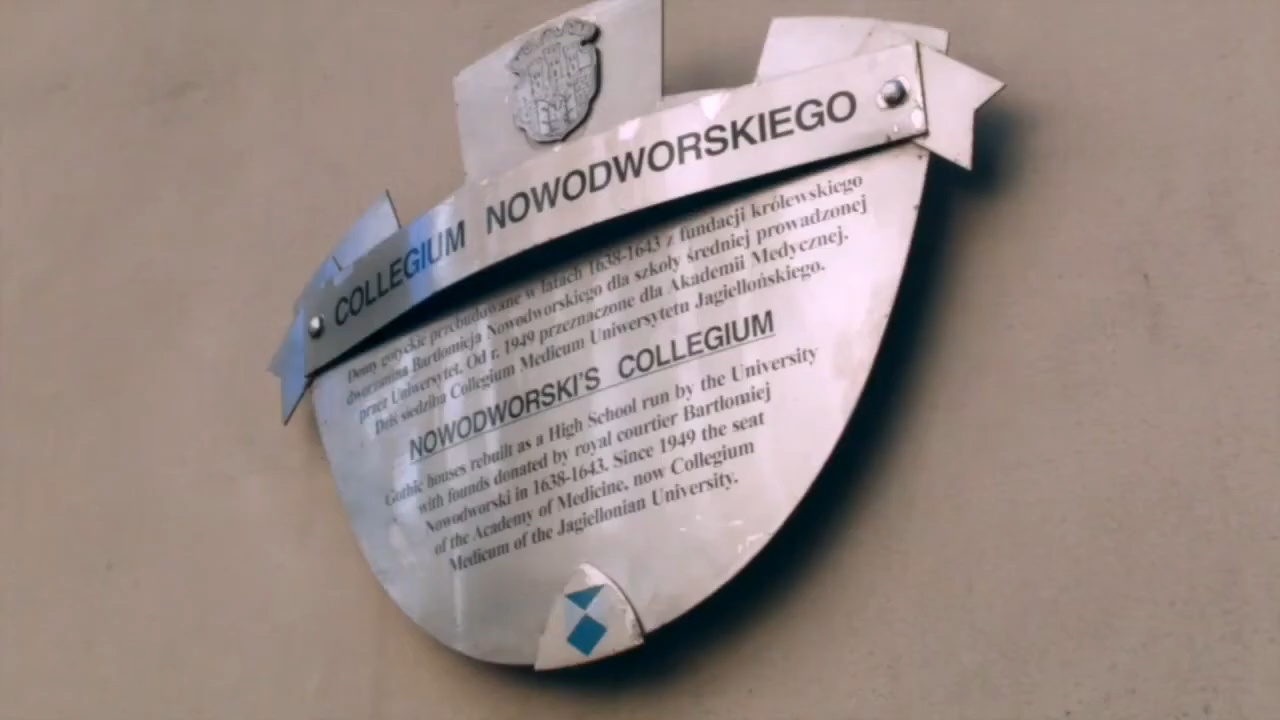 COLLEGIUM NOWODWORSKIEGO
Domy gotyckie przebudowane w latach 1638-1643 z fundacji królewskiego
dworzanina Bartłomieja Nowodworskiego dla szkoły średniej prowadzonej
przez Uniwersytet. Od r. 1949 przeznaczone dla Akademii Medycznej.
Dziś siedziba Collegium Medicum Uniwersytetu Jagiellońskiego.
NOWODWORSKI'S COLLEGIUM
Gothic houses rebuilt as a High School run by the University
with founds donated by royal courtier Bartłomiej
Nowodworski in 1638-1643. Since 1949 the seat
of the Academy of Medicine, now Collegium
Medicum of the Jagiellonian University.